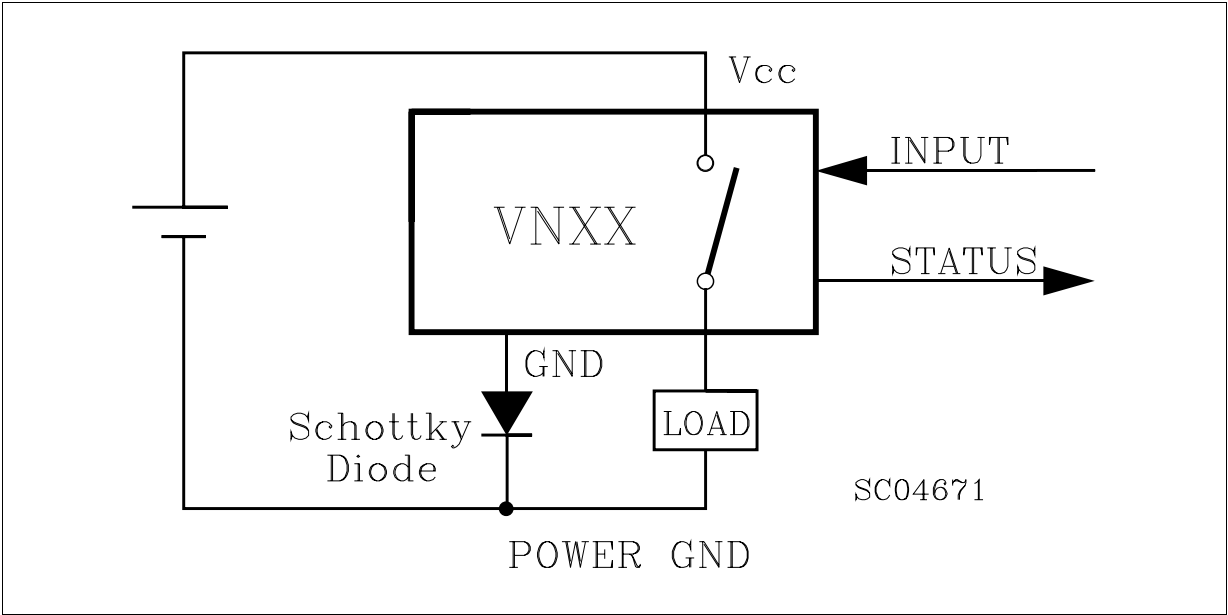 Vcc
INPUT
VNXX
STATUS
GND
Schottky
Diode
LOAD
SC04671
POWER GND